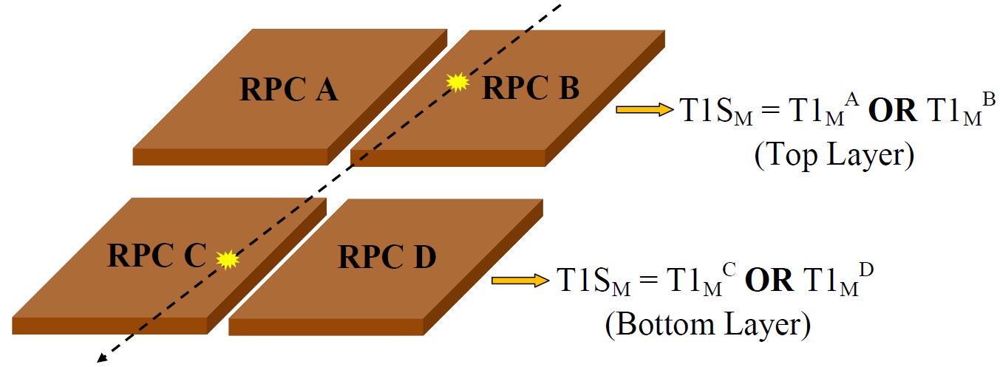 RPC A
RPC B
T1S_M = T1_M^A OR T1_M^B
(Top Layer)
RPC C
RPC D
T1S_M = T1_M^C OR T1_M^D
(Bottom Layer)